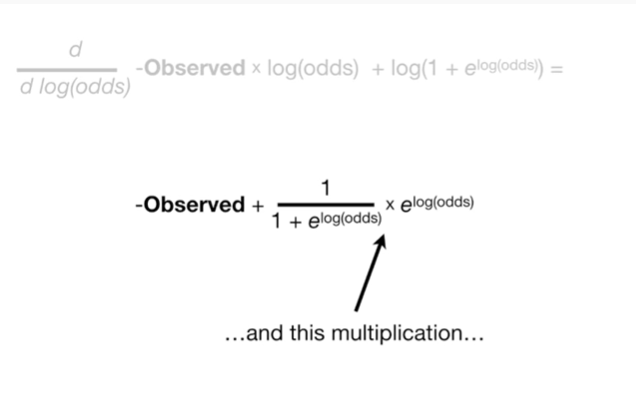 d
d log(odds)
-Observed × log(odds) + log(1 + e^log(odds)) =
-Observed + 1 / 1 + e^log(odds) × e^log(odds)
…and this multiplication…